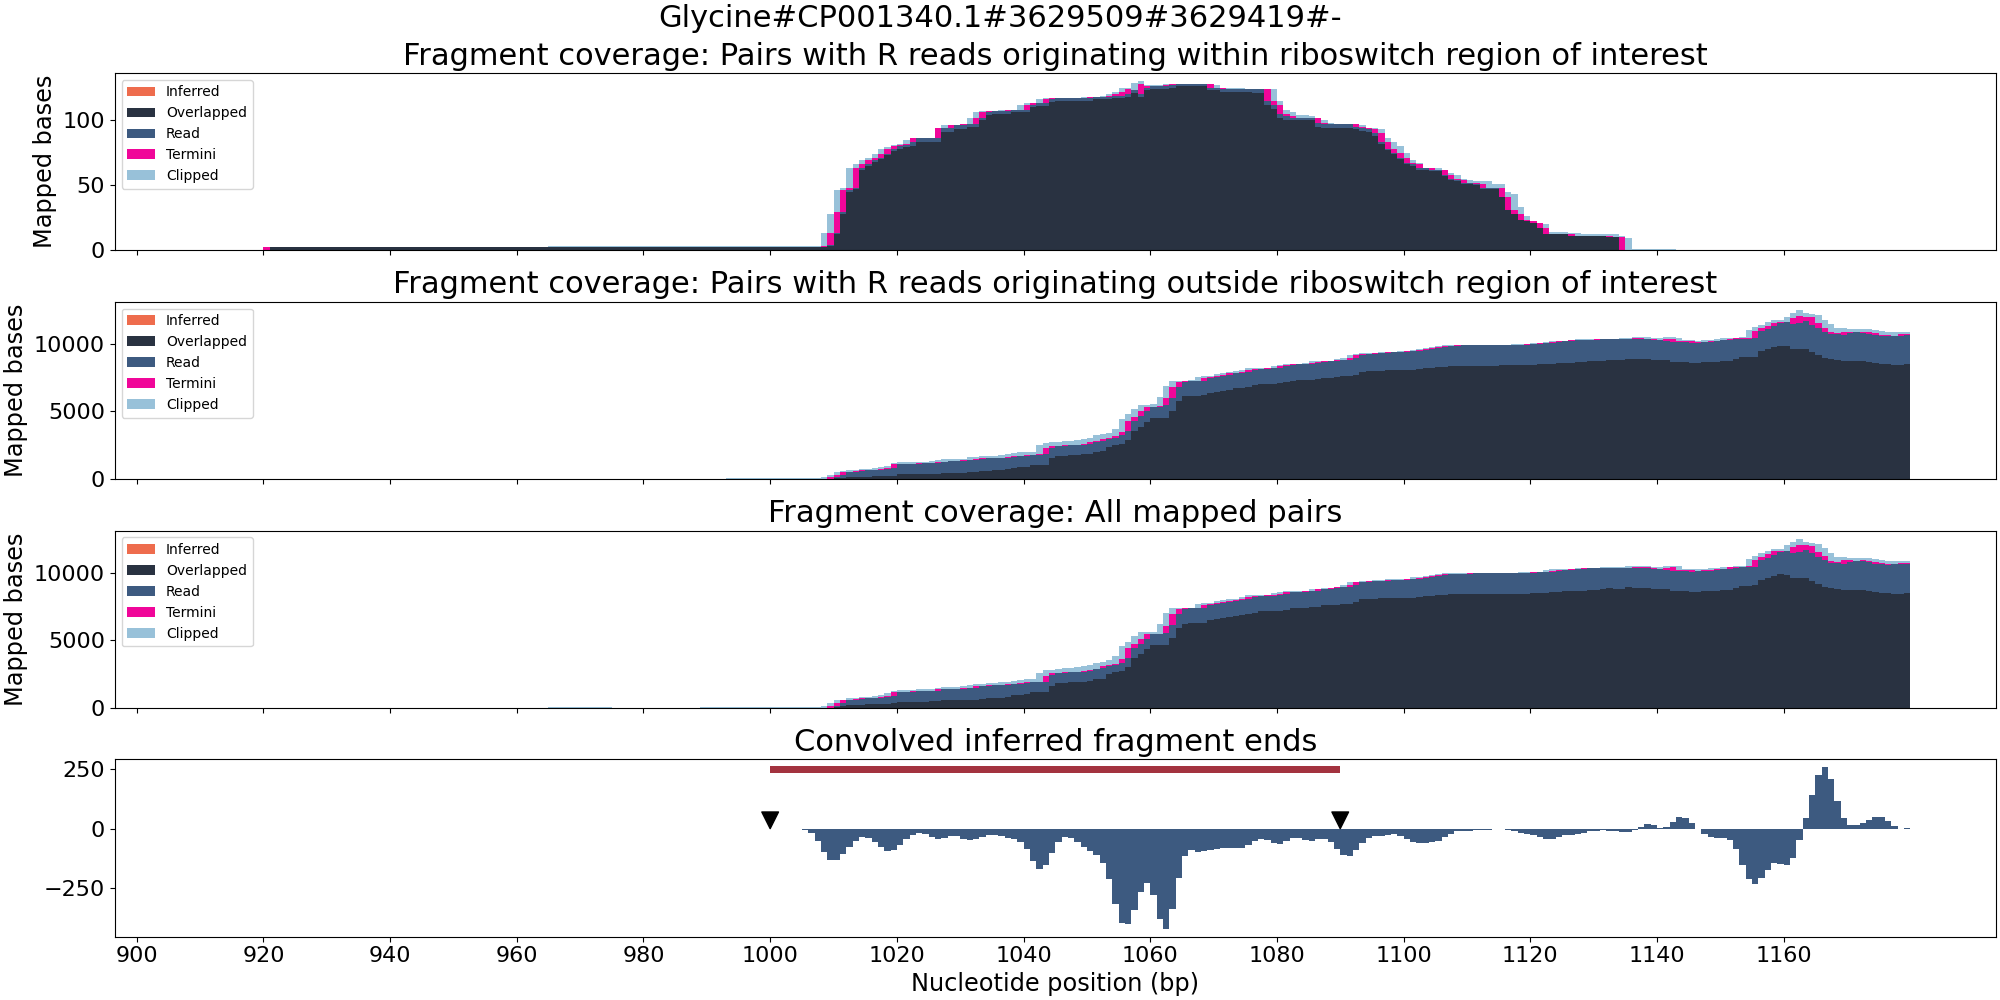 Glycine#CP001340.1#3629509#3629419#-
Fragment coverage: Pairs with R reads originating within riboswitch region of interest
Mapped bases
100
50
0
Inferred
Overlapped
Read
Termini
Clipped
Fragment coverage: Pairs with R reads originating outside riboswitch region of interest
Mapped bases
10000
5000
0
Inferred
Overlapped
Read
Termini
Clipped
Fragment coverage: All mapped pairs
Mapped bases
10000
5000
0
Inferred
Overlapped
Read
Termini
Clipped
Convolved inferred fragment ends
250
0
−250
900 920 940 960 980 1000 1020 1040 1060 1080 1100 1120 1140 1160
Nucleotide position (bp)